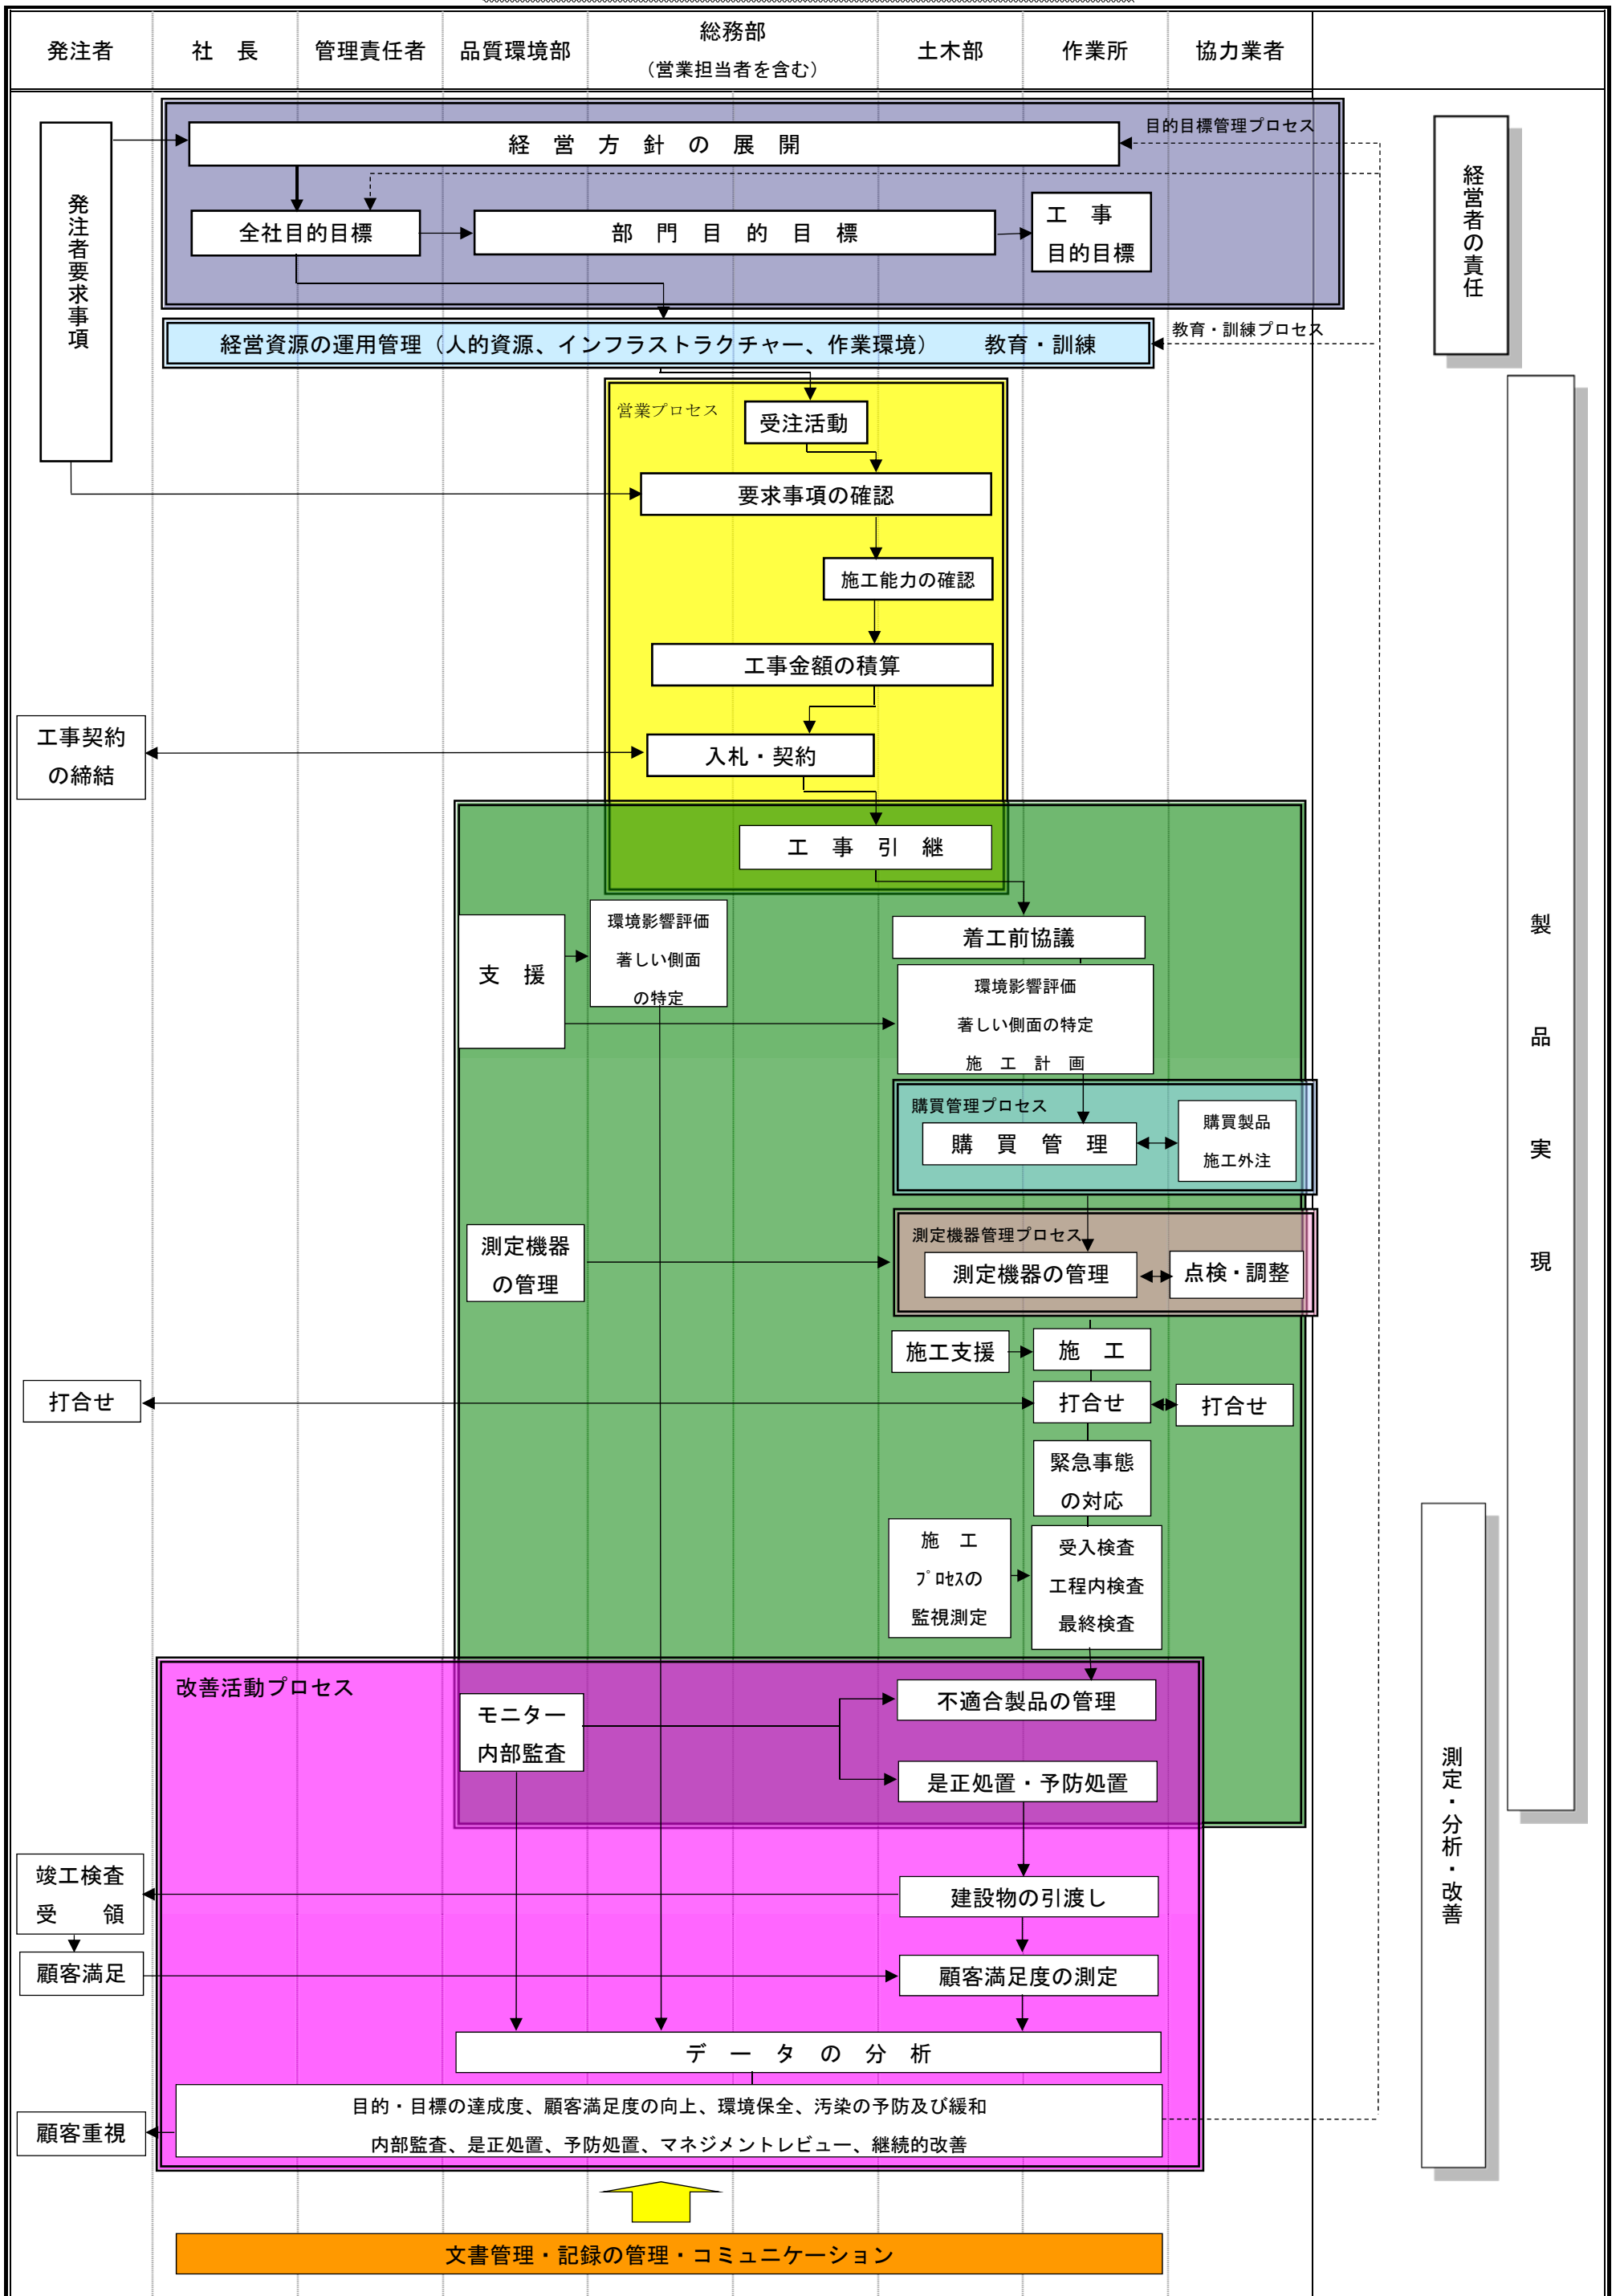 発注者
社　長
管理責任者
品質環境部
総務部
（営業担当者を含む）
土木部
作業所
協力業者
目的目標管理プロセス
経　営　方　針　の　展　開
発注者要求事項
経営者の責任
全社目的目標
部　門　目　的　目　標
工　事
目的目標
経営資源の運用管理（人的資源、インフラストラクチャー、作業環境）　　教育・訓練
教育・訓練プロセス
営業プロセス
受注活動
要求事項の確認
施工能力の確認
工事金額の積算
工事契約
の締結
入札・契約
工　事　引　継
製品実現
支　援
環境影響評価
著しい側面
の特定
着工前協議
環境影響評価
著しい側面の特定
施　工　計　画
購買管理プロセス
購　買　管　理
購買製品
施工外注
測定機器
の管理
測定機器管理プロセス
測定機器の管理
点検・調整
施工支援
施　工
打合せ
打合せ
打合せ
緊急事態
の対応
施　工
ﾌﾟﾛｾｽの
監視測定
受入検査
工程内検査
最終検査
測定・分析・改善
改善活動プロセス
モニター
内部監査
不適合製品の管理
是正処置・予防処置
竣工検査
受　　領
建設物の引渡し
顧客満足
顧客満足度の測定
デ　ー　タ　の　分　析
目的・目標の達成度、顧客満足度の向上、環境保全、汚染の予防及び緩和
内部監査、是正処置、予防処置、マネジメントレビュー、継続的改善
顧客重視
文書管理・記録の管理・コミュニケーション